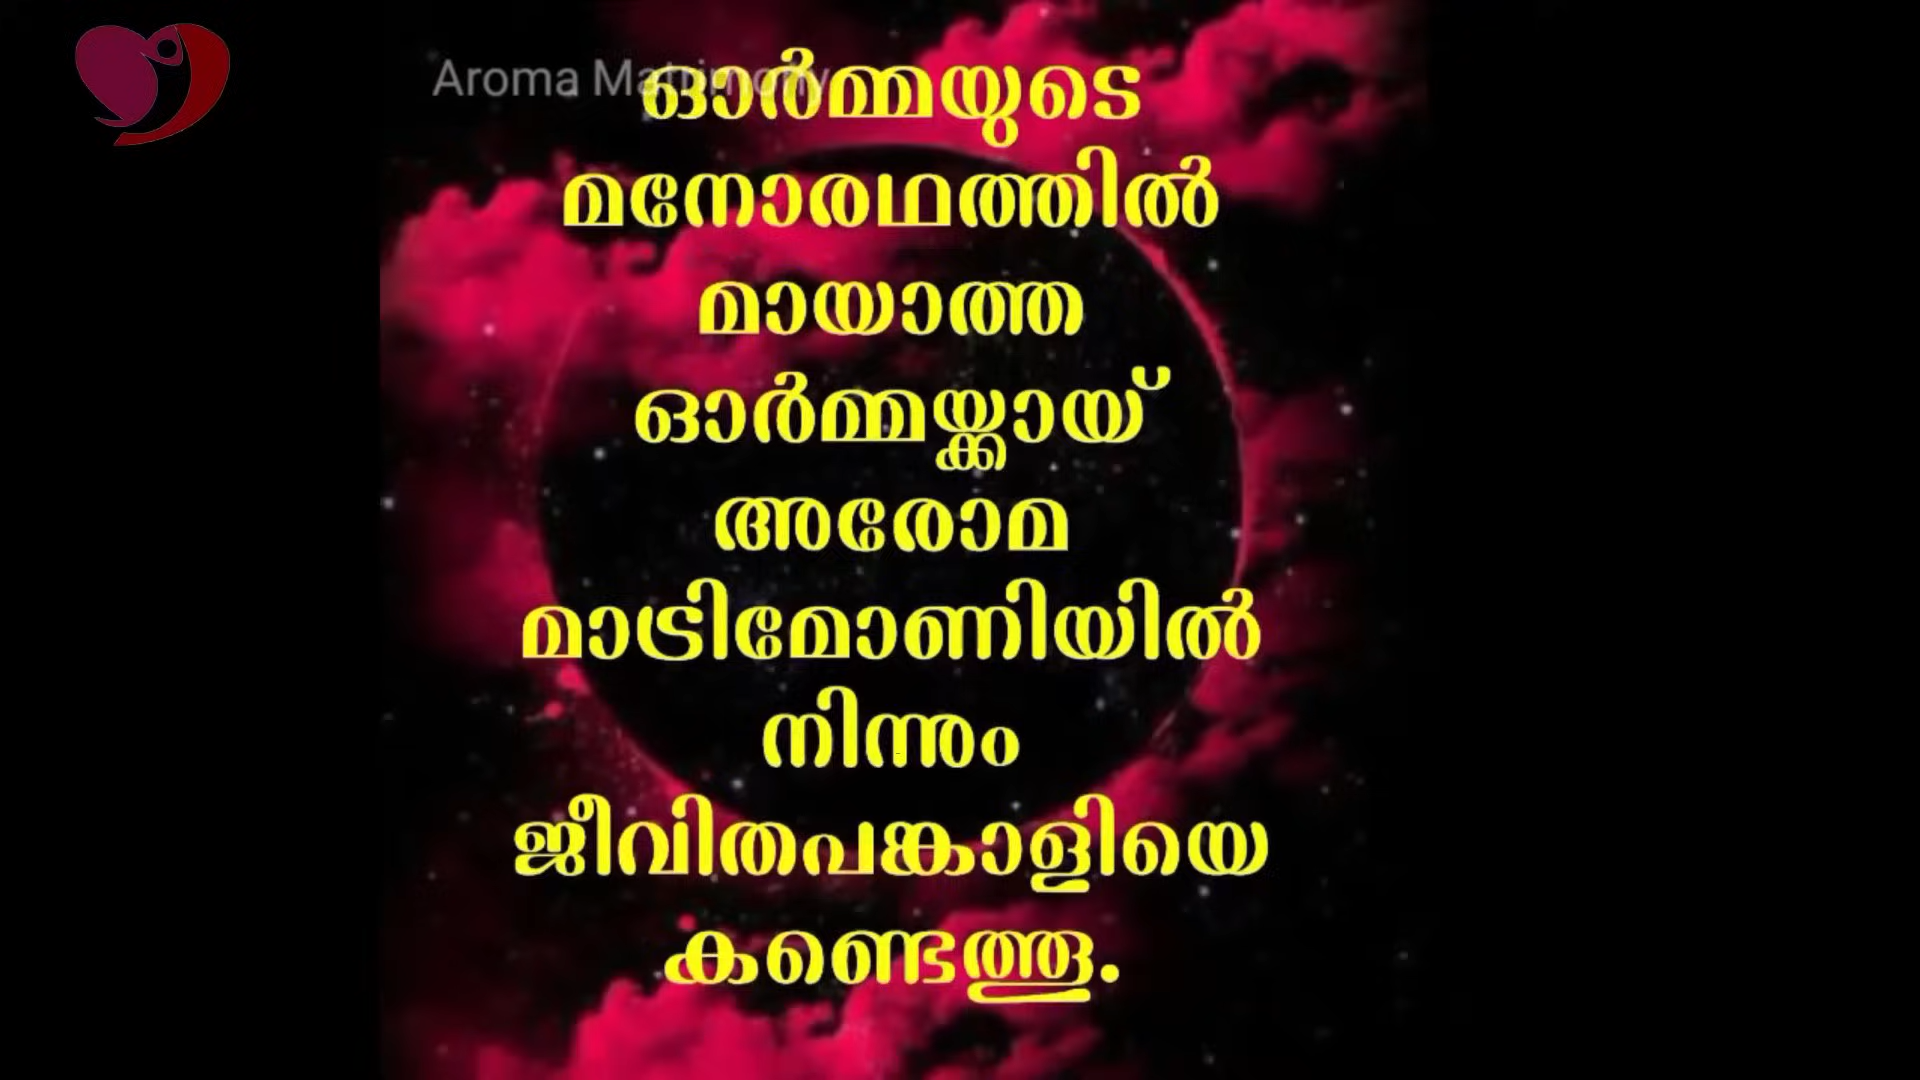 Aroma Matrimony
ഓർമ്മയുടെ
മനോരഥത്തിൽ
മായാത്ത
ഓർമ്മയ്ക്കായ്
അരോമ
മാട്രിമോണിയിൽ
നിന്നും
ജീവിതപങ്കാളിയെ
കണ്ടെത്തൂ.